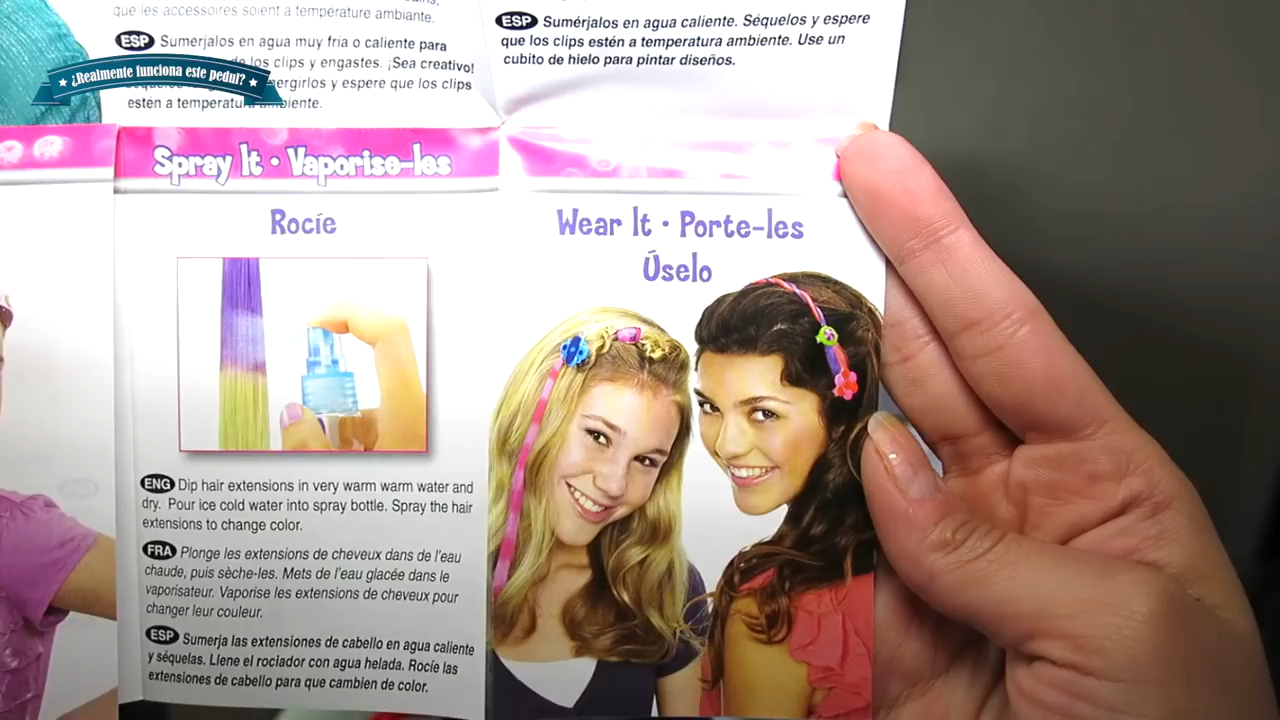 que les accessoires soient à température ambiante.
ESP Sumerjalos en agua muy fría o caliente para
los clips y engastes. ¡Sea creativo!
mergirlos y espere que los clips
estén a temperatura ambiente.
¿Realmente funciona este pedul?
ESP Sumérjalos en agua caliente. Séquelos y espere
que los clips estén a temperatura ambiente. Use un
cubito de hielo para pintar diseños.
Spray It • Vaporise-les
Rocíe
ENG Dip hair extensions in very warm warm water and
dry. Pour ice cold water into spray bottle. Spray the hair
extensions to change color.
FRA Plonge les extensions de cheveux dans de l'eau
chaude, puis sèche-les. Mets de l'eau glacée dans le
vaporisateur. Vaporise les extensions de cheveux pour
changer leur couleur.
ESP Sumerja las extensiones de cabello en agua caliente
y séquelas. Llene el rociador con agua helada. Rocíe las
extensiones de cabello para que cambien de color.
Wear It • Porte-les
Úselo